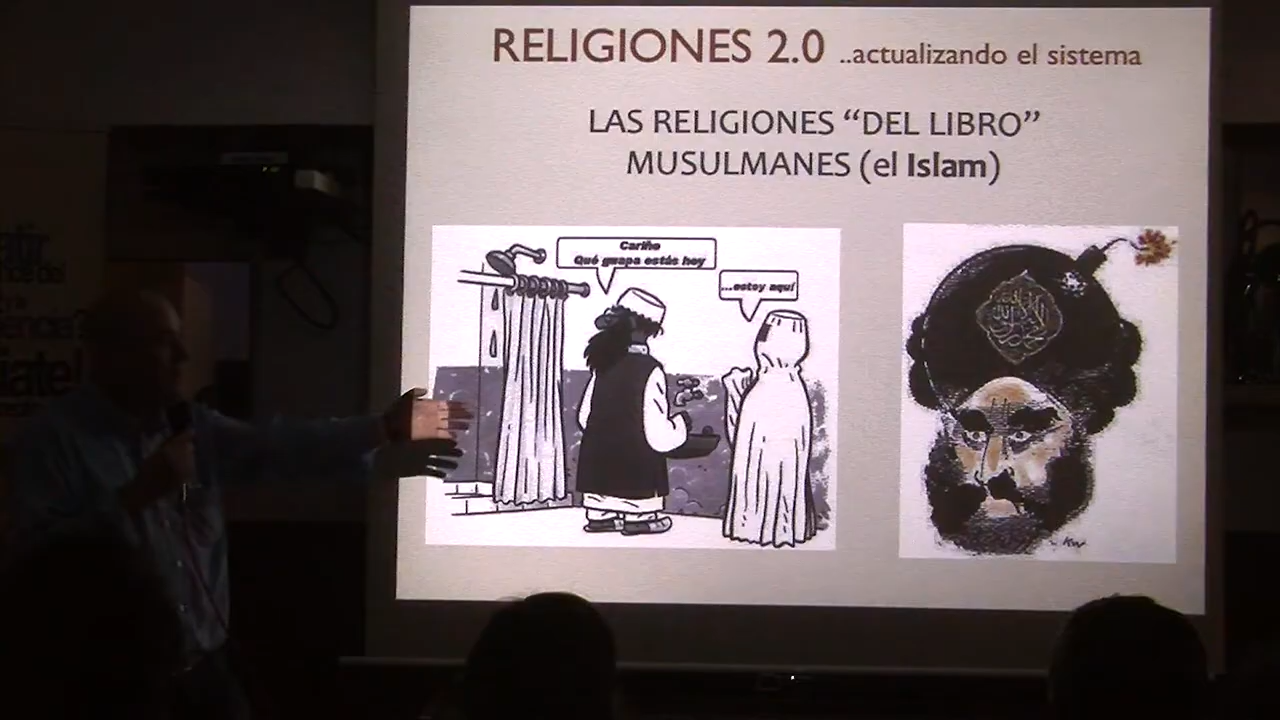 RELIGIONES 2.0 ..actualizando el sistema
LAS RELIGIONES “DEL LIBRO”
MUSULMANES (el Islam)
Cariño
Qué guapa estás hoy
...estoy aquí